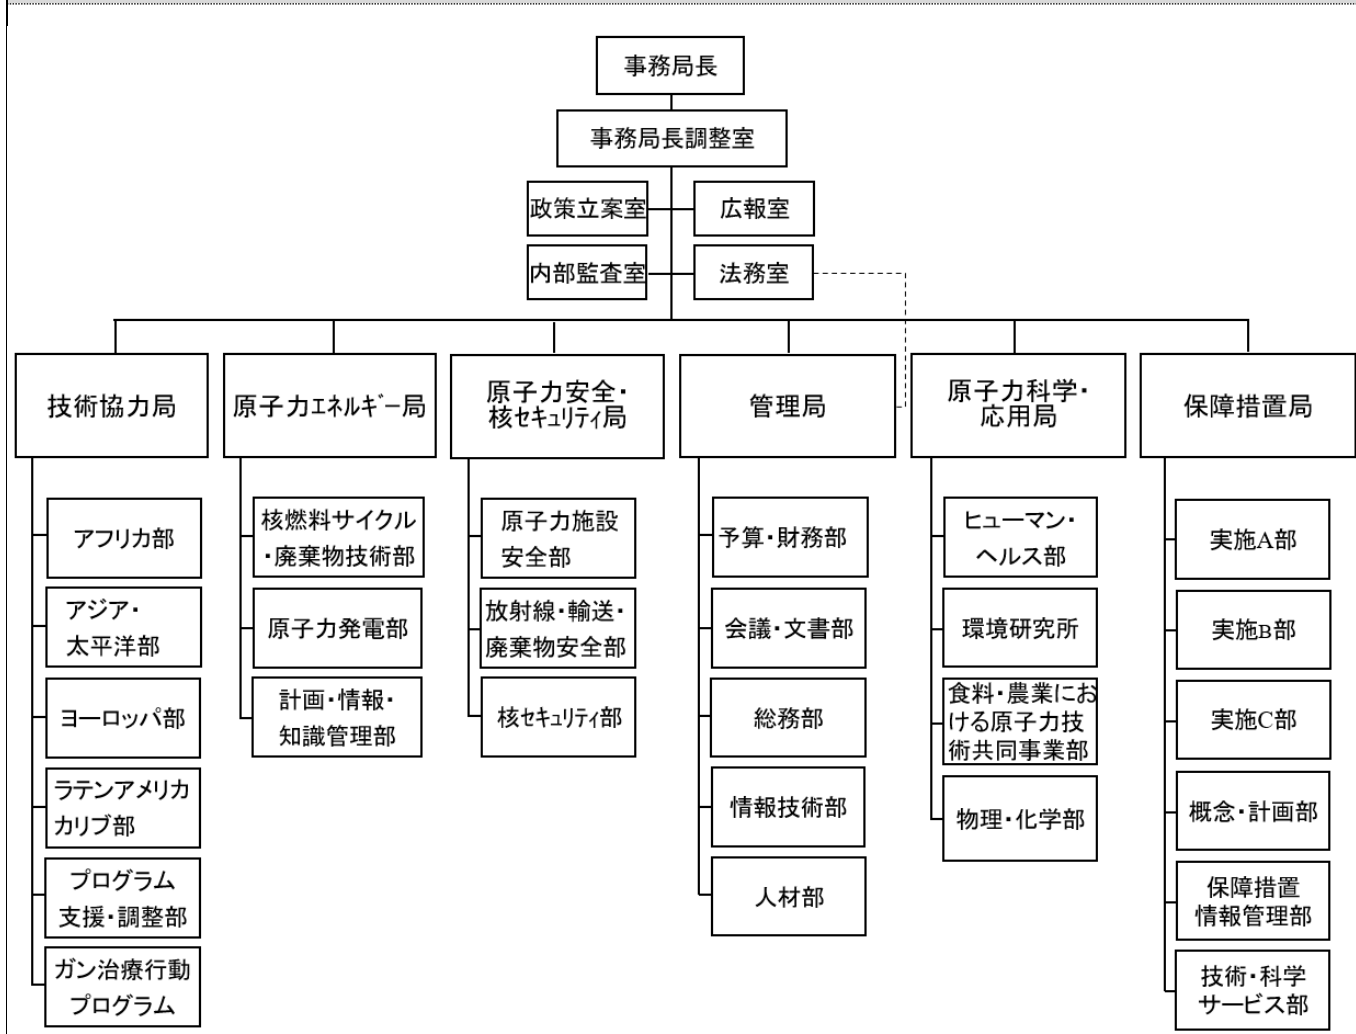 事務局長
事務局長調整室
政策立案室
広報室
内部監査室
法務室
技術協力局
原子力エネルギー局
原子力安全・
核セキュリティ局
管理局
原子力科学・
応用局
保障措置局
アフリカ部
アジア・
太平洋部
ヨーロッパ部
ラテンアメリカ
カリブ部
プログラム
支援・調整部
ガン治療行動
プログラム
核燃料サイクル
・廃棄物技術部
原子力発電部
計画・情報・
知識管理部
原子力施設
安全部
放射線・輸送・
廃棄物安全部
核セキュリティ部
予算・財務部
会議・文書部
総務部
情報技術部
人材部
ヒューマン・
ヘルス部
環境研究所
食料・農業にお
ける原子力技
術共同事業部
物理・化学部
実施A部
実施B部
実施C部
概念・計画部
保障措置
情報管理部
技術・科学
サービス部